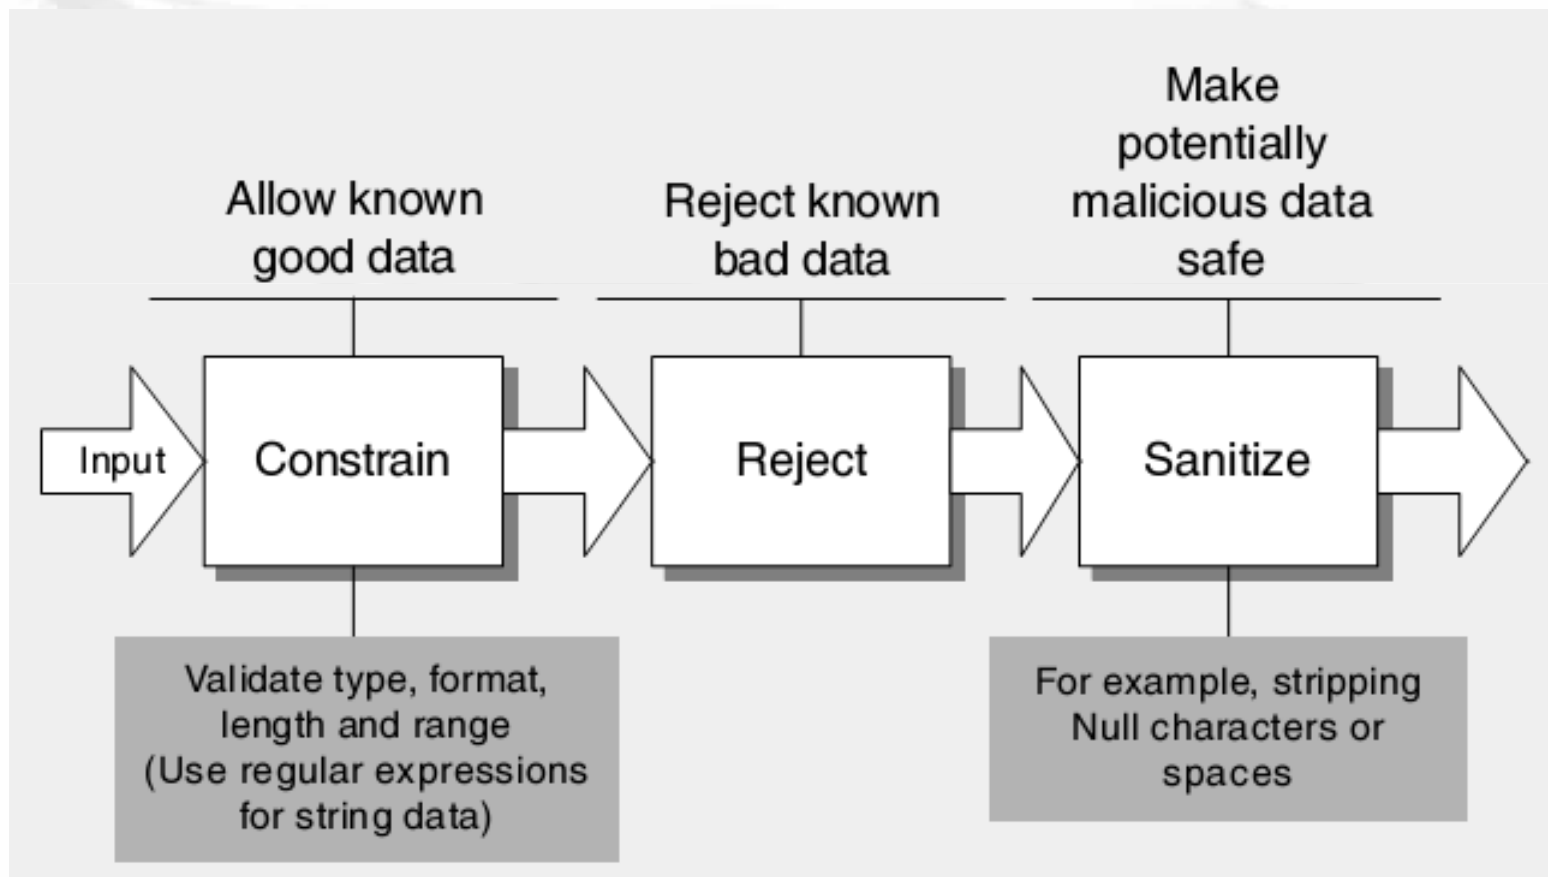 Allow known
good data
Reject known
bad data
Make
potentially
malicious data
safe
Input
Constrain
Reject
Sanitize
Validate type, format,
length and range
(Use regular expressions
for string data)
For example, stripping
Null characters or
spaces